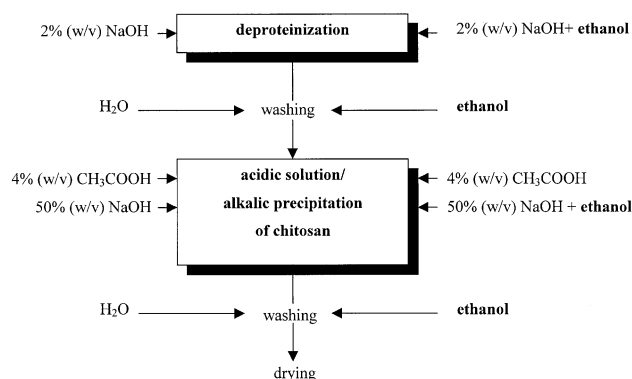 2% (w/v) NaOH
deproteinization
2% (w/v) NaOH+ ethanol
H₂O
washing
ethanol
4% (w/v) CH₃COOH
50% (w/v) NaOH
acidic solution/
alkalic precipitation
of chitosan
4% (w/v) CH₃COOH
50% (w/v) NaOH + ethanol
H₂O
washing
ethanol
drying